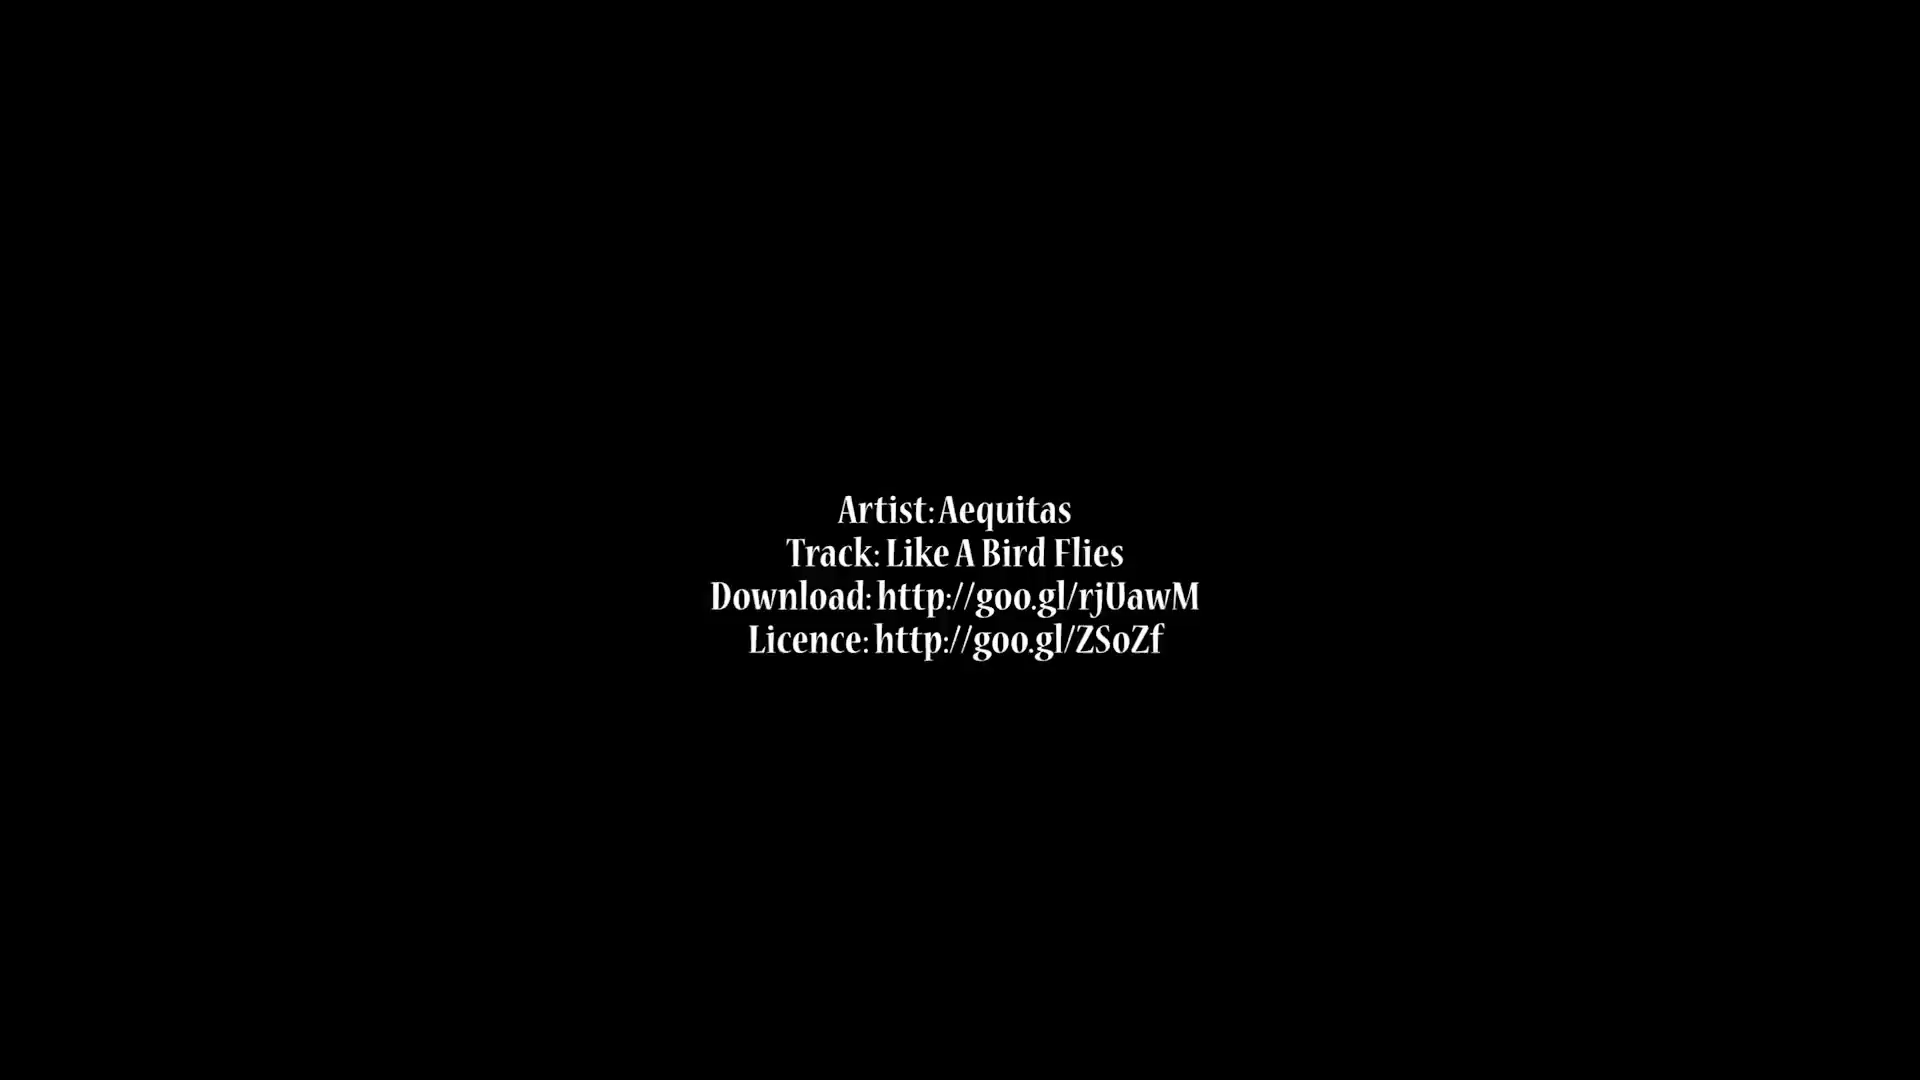 Artist: Aequitas
Track: Like A Bird Flies
Download: http://goo.gl/rjUawM
Licence: http://goo.gl/ZSoZf